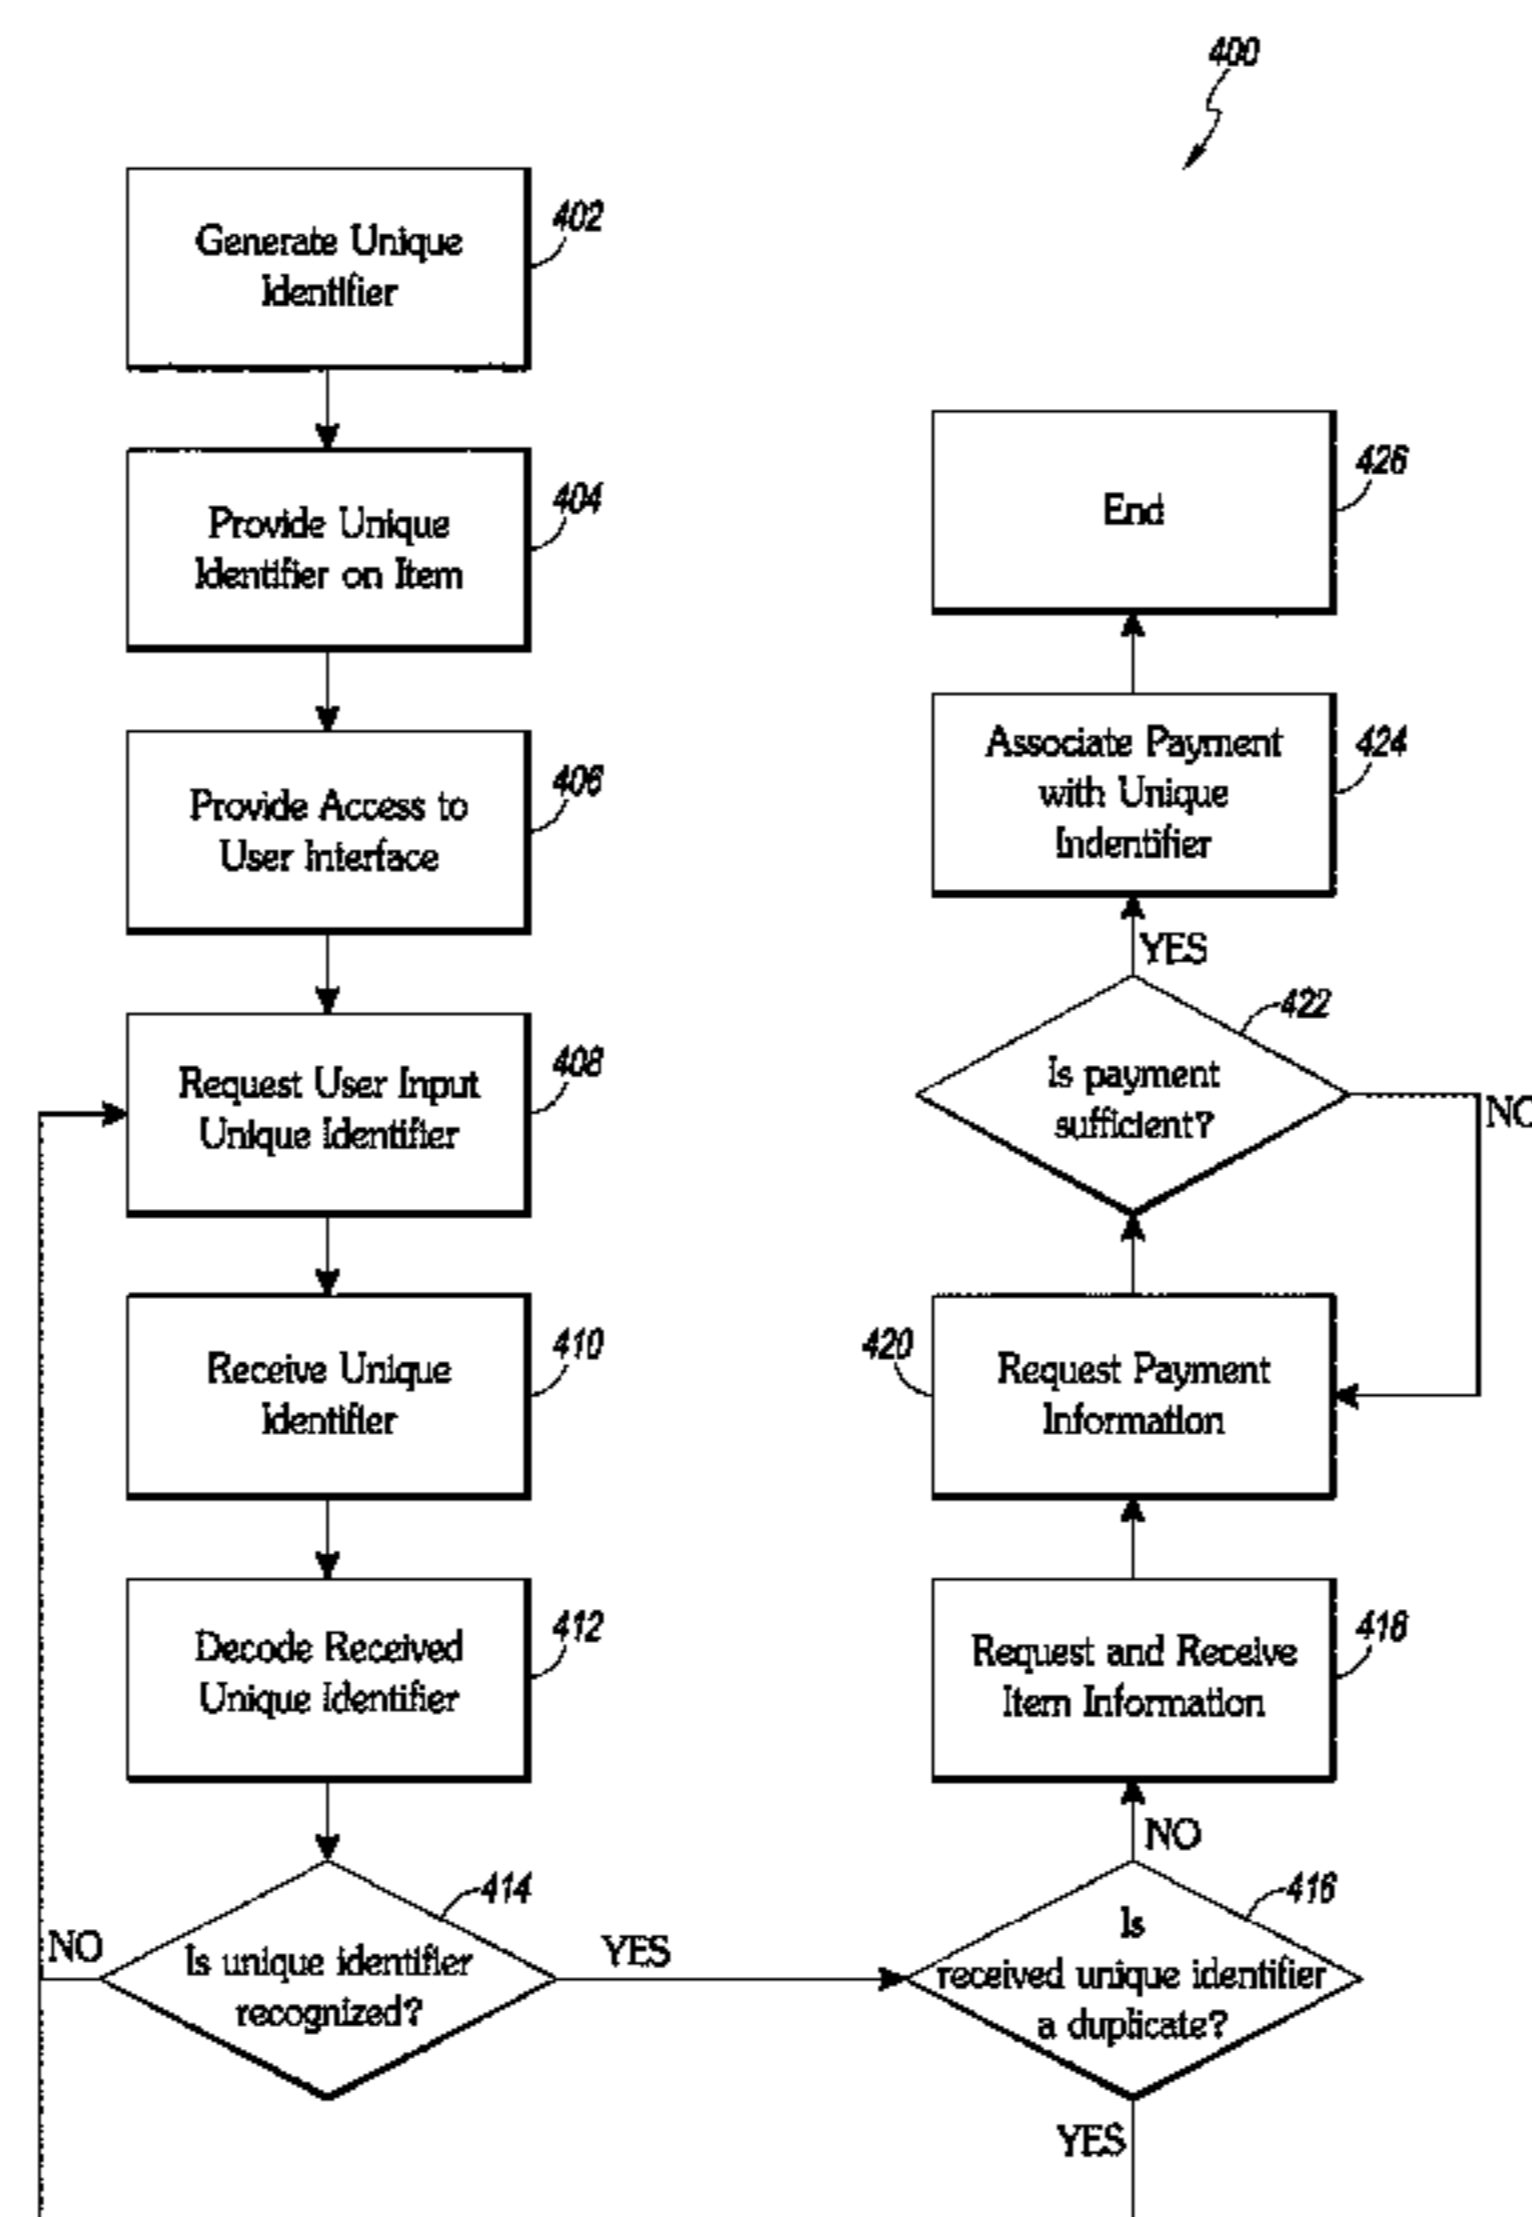 400
Generate Unique
Identifier
402
Provide Unique
Identifier on Item
404
Provide Access to
User Interface
406
Request User Input
Unique Identifier
408
Receive Unique
Identifier
410
Decode Received
Unique Identifier
412
Is unique identifier
recognized?
414
NO
YES
Is
received unique identifier
a duplicate?
416
YES
NO
Request and Receive
Item Information
418
Request Payment
Information
420
Is payment
sufficient?
422
NO
YES
Associate Payment
with Unique
Indentifier
424
End
426